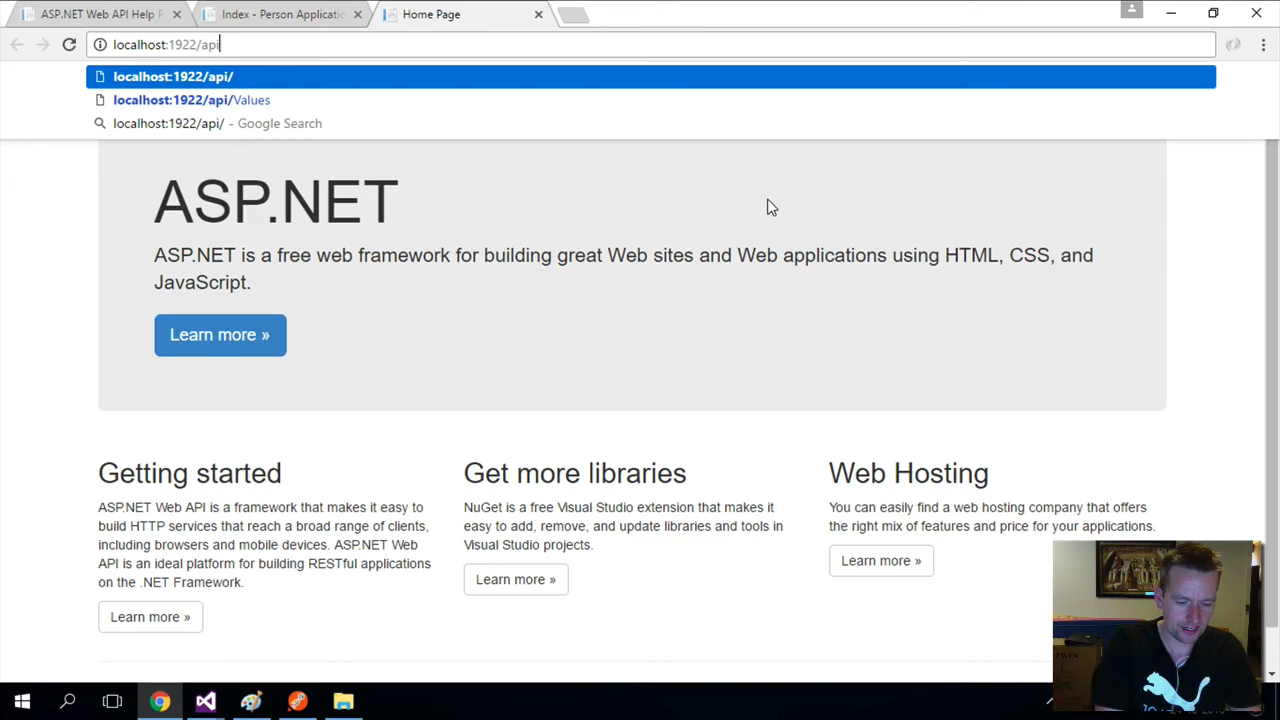 ASP.NET Web API Help P
Index - Person Applicatio
Home Page
localhost:1922/api
localhost:1922/api/
localhost:1922/api/Values
localhost:1922/api/ - Google Search
ASP.NET
ASP.NET is a free web framework for building great Web sites and Web applications using HTML, CSS, and
JavaScript.
Learn more »
Getting started
ASP.NET Web API is a framework that makes it easy to
build HTTP services that reach a broad range of clients,
including browsers and mobile devices. ASP.NET Web
API is an ideal platform for building RESTful applications
on the .NET Framework.
Learn more »
Get more libraries
NuGet is a free Visual Studio extension that makes it
easy to add, remove, and update libraries and tools in
Visual Studio projects.
Learn more »
Web Hosting
You can easily find a web hosting company that offers
the right mix of features and price for your applications.
Learn more »